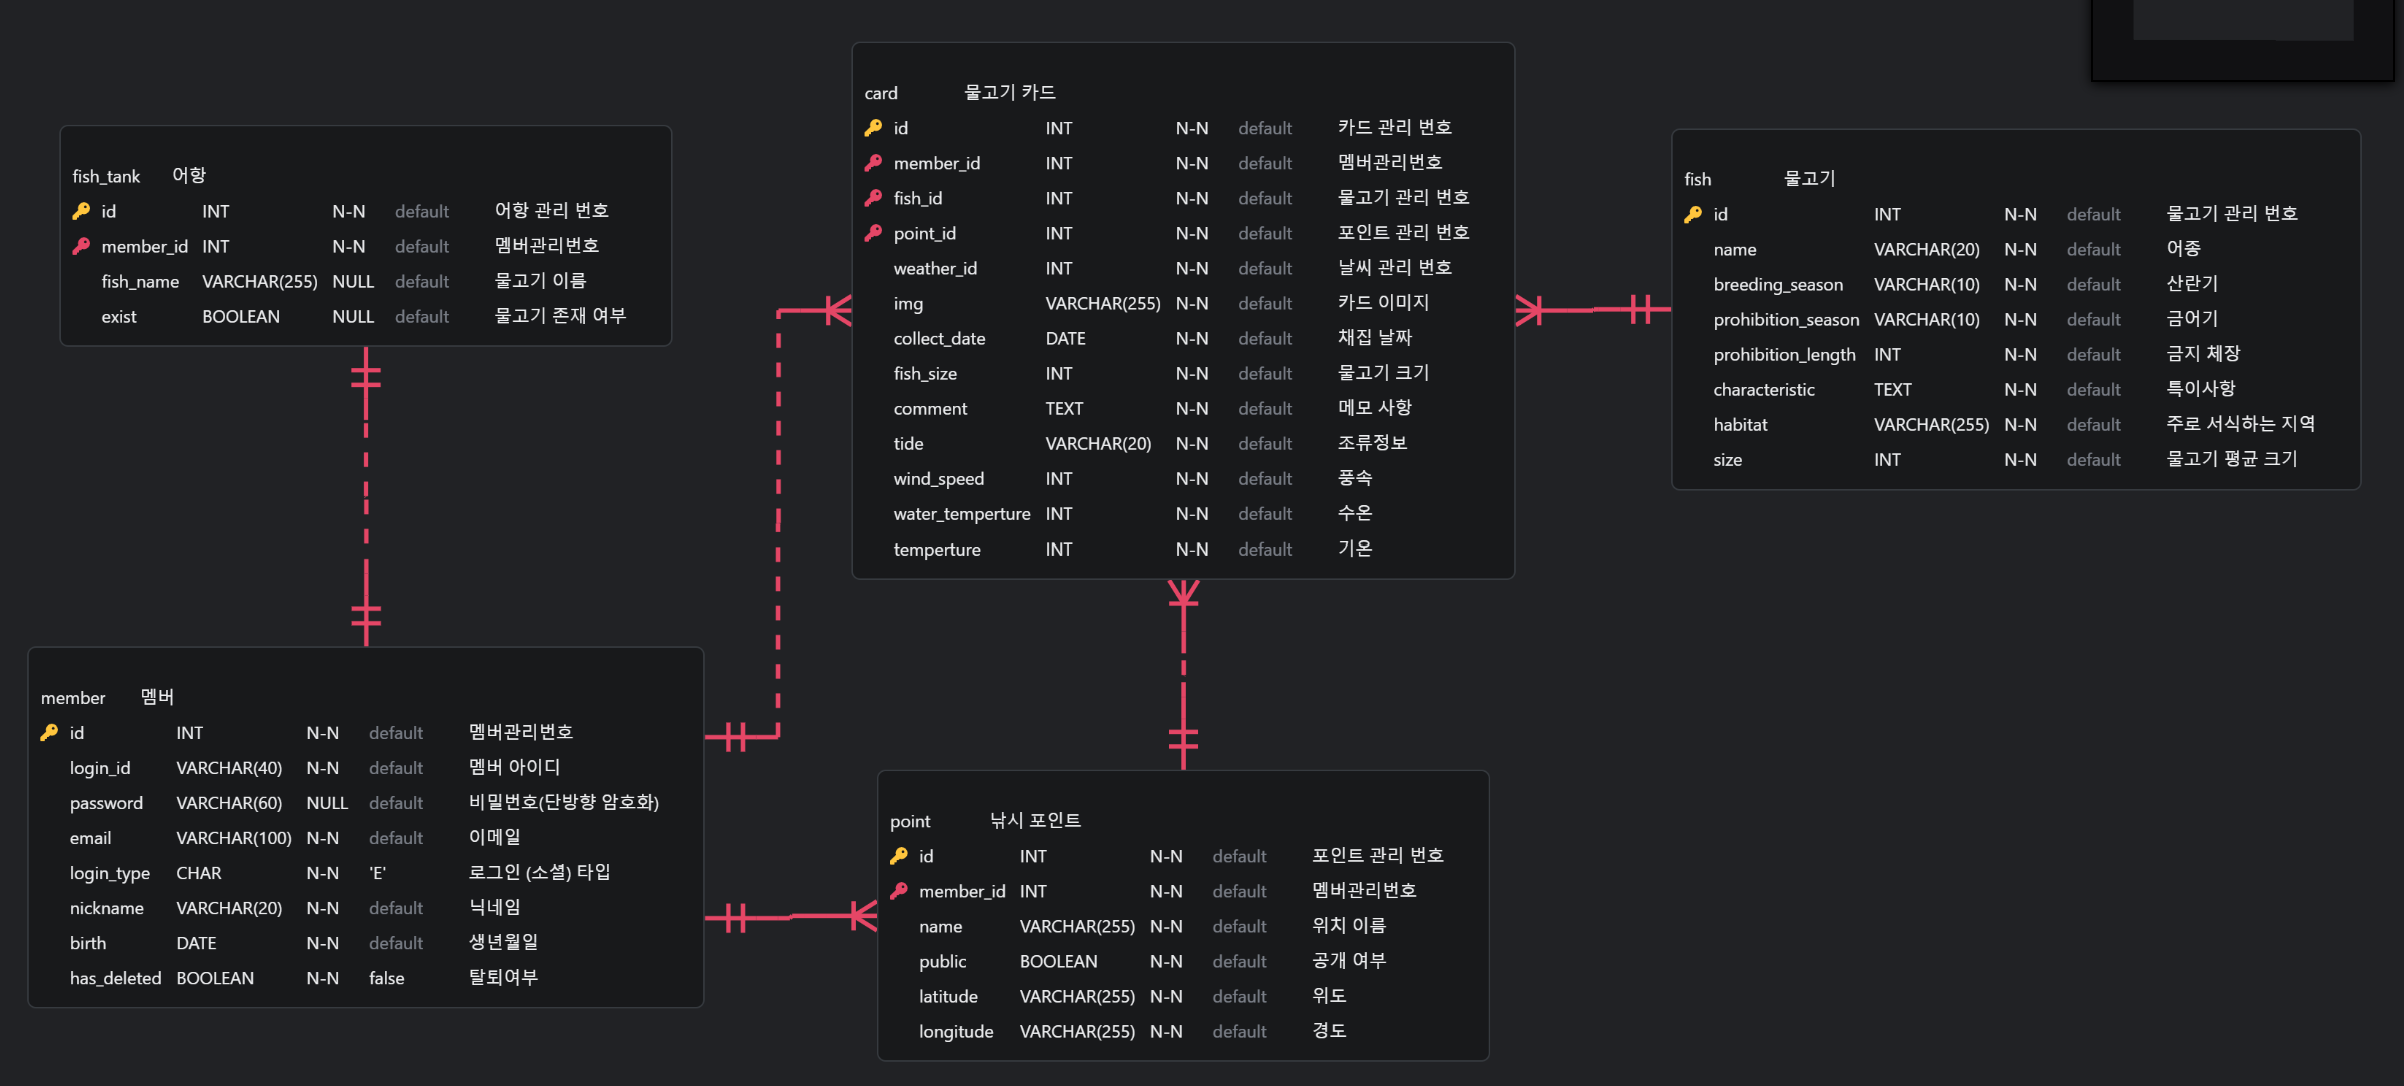 fish_tank 어항
id INT N-N default 어항 관리 번호
member_id INT N-N default 멤버관리번호
fish_name VARCHAR(255) NULL default 물고기 이름
exist BOOLEAN NULL default 물고기 존재 여부
card 물고기 카드
id INT N-N default 카드 관리 번호
member_id INT N-N default 멤버관리번호
fish_id INT N-N default 물고기 관리 번호
point_id INT N-N default 포인트 관리 번호
weather_id INT N-N default 날씨 관리 번호
img VARCHAR(255) N-N default 카드 이미지
collect_date DATE N-N default 채집 날짜
fish_size INT N-N default 물고기 크기
comment TEXT N-N default 메모 사항
tide VARCHAR(20) N-N default 조류정보
wind_speed INT N-N default 풍속
water_temperture INT N-N default 수온
temperture INT N-N default 기온
fish 물고기
id INT N-N default 물고기 관리 번호
name VARCHAR(20) N-N default 어종
breeding_season VARCHAR(10) N-N default 산란기
prohibition_season VARCHAR(10) N-N default 금어기
prohibition_length INT N-N default 금지 체장
characteristic TEXT N-N default 특이사항
habitat VARCHAR(255) N-N default 주로 서식하는 지역
size INT N-N default 물고기 평균 크기
member 멤버
id INT N-N default 멤버관리번호
login_id VARCHAR(40) N-N default 멤버 아이디
password VARCHAR(60) NULL default 비밀번호(단방향 암호화)
email VARCHAR(100) N-N default 이메일
login_type CHAR N-N 'E' 로그인 (소셜) 타입
nickname VARCHAR(20) N-N default 닉네임
birth DATE N-N default 생년월일
has_deleted BOOLEAN N-N false 탈퇴여부
point 낚시 포인트
id INT N-N default 포인트 관리 번호
member_id INT N-N default 멤버관리번호
name VARCHAR(255) N-N default 위치 이름
public BOOLEAN N-N default 공개 여부
latitude VARCHAR(255) N-N default 위도
longitude VARCHAR(255) N-N default 경도